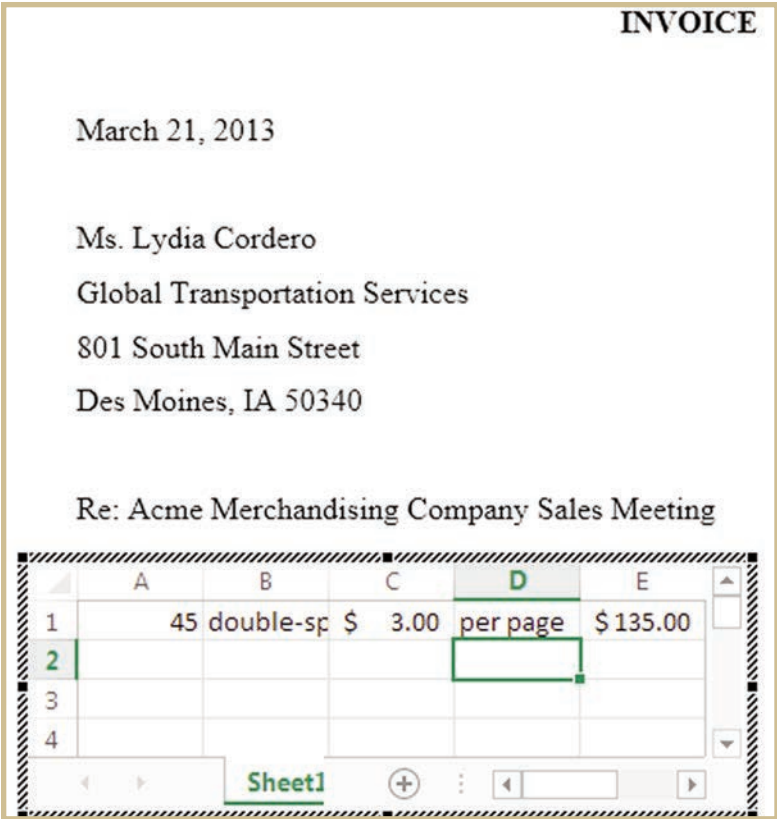 INVOICE
March 21, 2013
Ms. Lydia Cordero
Global Transportation Services
801 South Main Street
Des Moines, IA 50340
Re: Acme Merchandising Company Sales Meeting
A B C D E
1 45 double-sp $ 3.00 per page $ 135.00
2
3
4
Sheet1